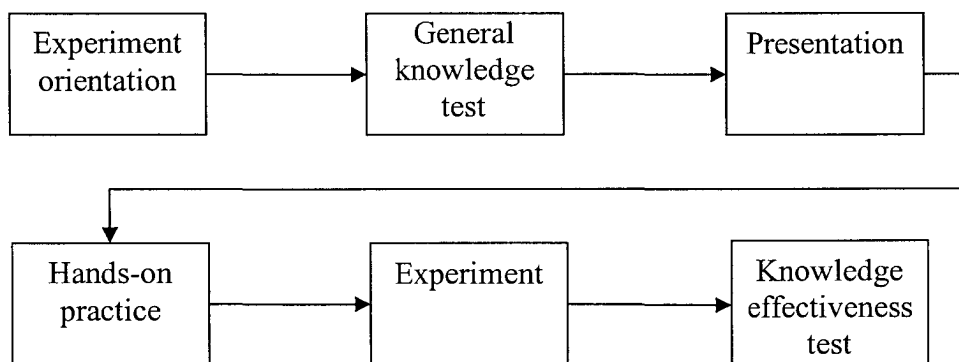 Experiment
orientation
General
knowledge
test
Presentation
Hands-on
practice
Experiment
Knowledge
effectiveness
test